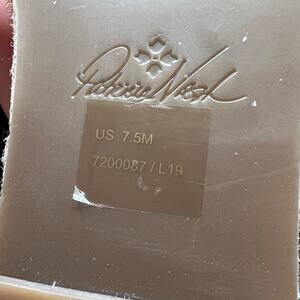 Patricia Nash
US 7.5M
7200087 / L19